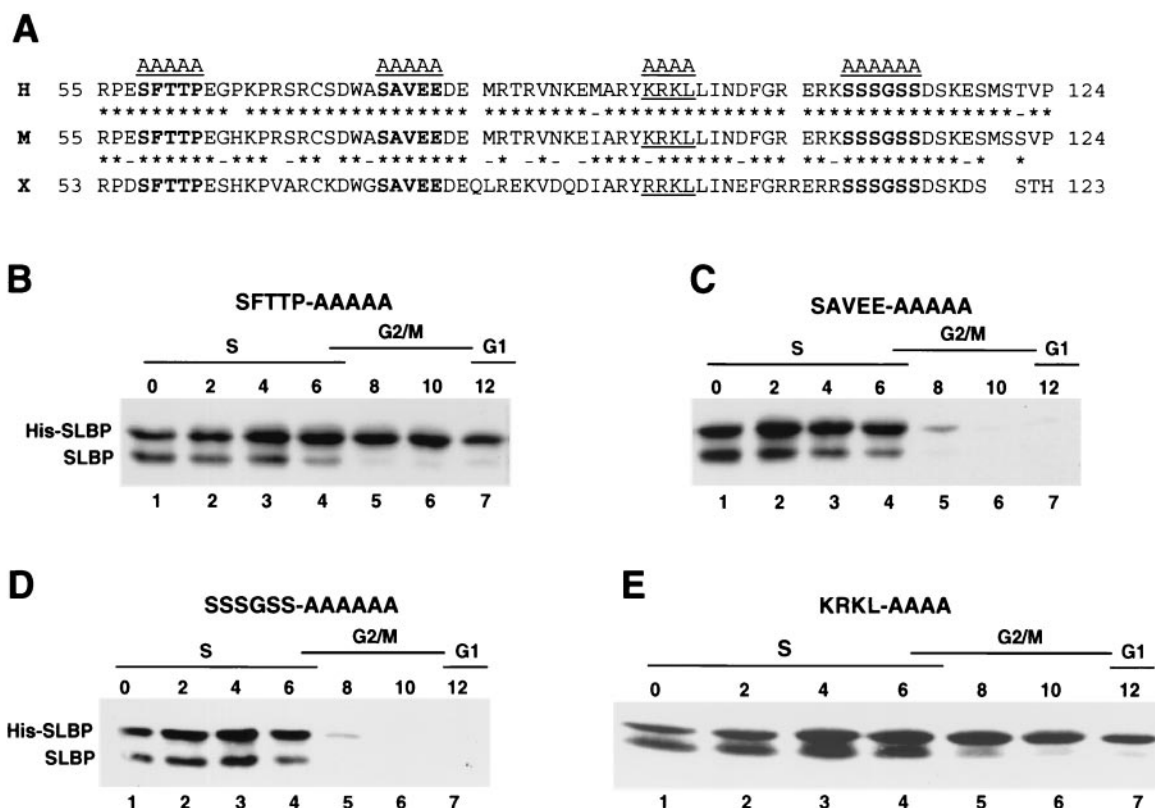 A
AAAAA AAAAA AAAA AAAAAA
H 55 RPESFTTPEGPKPRSRCSDWASAVEEDE MRTRVNKEMARYKRKLLINDFGR ERKSSSGSSDSKESMSTVP 124
******** ******************* ******************** ***************-**
M 55 RPESFTTPEGHKPRSRCSDWASAVEEDE MRTRVNKEIARYKRKLLINDFGR ERKSSSGSSDSKESMSSVP 124
**-****** ** -** ** ******* -*-** *--*****-********-*** **-***********- *
X 53 RPDSFTTPESHKPVARCKDWGSAVEEDEQLREKVDQDIARYRRKLLINEFGRRERRSSSGSSDSKDS STH 123
B
SFTTP-AAAAA
S G2/M G1
0 2 4 6 8 10 12
His-SLBP
SLBP
1 2 3 4 5 6 7
C
SAVEE-AAAAA
S G2/M G1
0 2 4 6 8 10 12
1 2 3 4 5 6 7
D
SSSGSS-AAAAAA
S G2/M G1
0 2 4 6 8 10 12
His-SLBP
SLBP
1 2 3 4 5 6 7
E
KRKL-AAAA
S G2/M G1
0 2 4 6 8 10 12
1 2 3 4 5 6 7